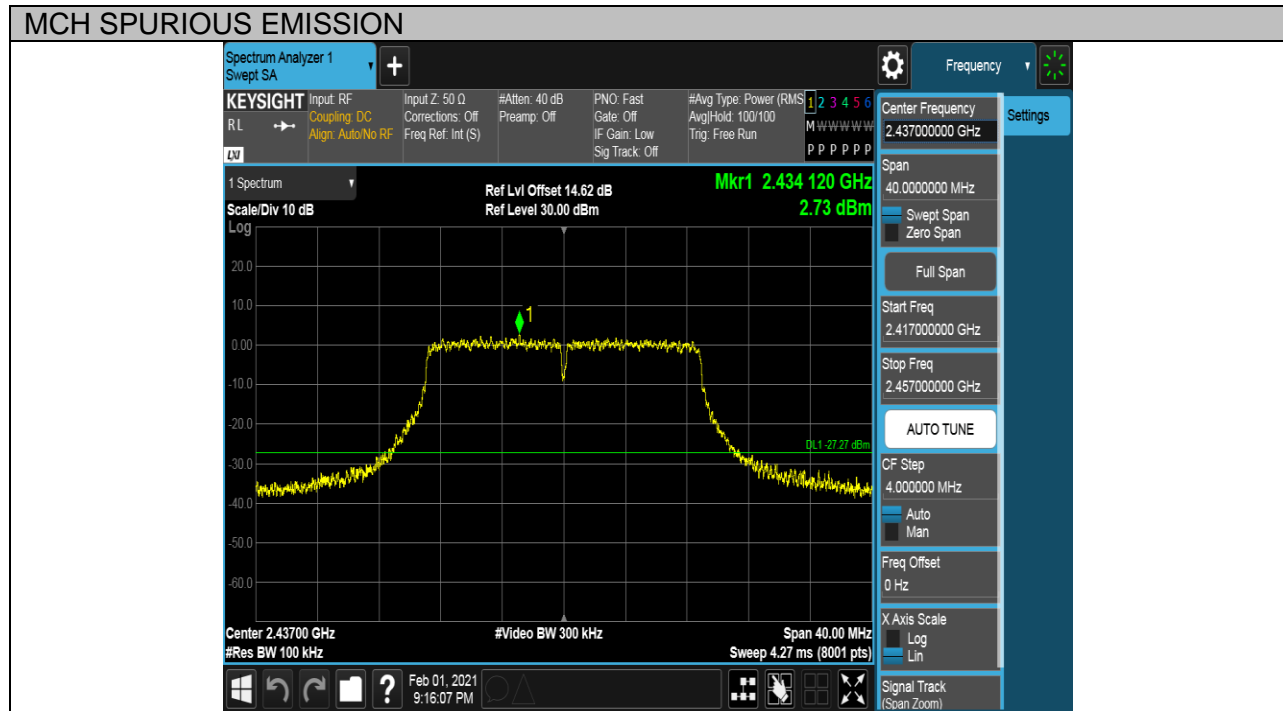 MCH SPURIOUS EMISSION
Spectrum Analyzer 1
Swept SA
Frequency
KEYSIGHT
RL
LXI
Input: RF
Coupling: DC
Align: Auto/No RF
Input Z: 50 Ω
Corrections: Off
Freq Ref: Int (S)
#Atten: 40 dB
Preamp: Off
PNO: Fast
Gate: Off
IF Gain: Low
Sig Track: Off
#Avg Type: Power (RMS
Avg|Hold: 100/100
Trig: Free Run
1 2 3 4 5 6
M W W W W W
P P P P P P
1 Spectrum
Scale/Div 10 dB
Log
Ref Lvl Offset 14.62 dB
Ref Level 30.00 dBm
Mkr1 2.434 120 GHz
2.73 dBm
20.0
10.0
1
0.00
-10.0
-20.0
DL1 -27.27 dBm
-30.0
-40.0
-50.0
-60.0
Center 2.43700 GHz
#Res BW 100 kHz
#Video BW 300 kHz
Span 40.00 MHz
Sweep 4.27 ms (8001 pts)
Feb 01, 2021
9:16:07 PM
Center Frequency
2.437000000 GHz
Settings
Span
40.0000000 MHz
Swept Span
Zero Span
Full Span
Start Freq
2.417000000 GHz
Stop Freq
2.457000000 GHz
AUTO TUNE
CF Step
4.000000 MHz
Auto
Man
Freq Offset
0 Hz
X Axis Scale
Log
Lin
Signal Track
(Span Zoom)